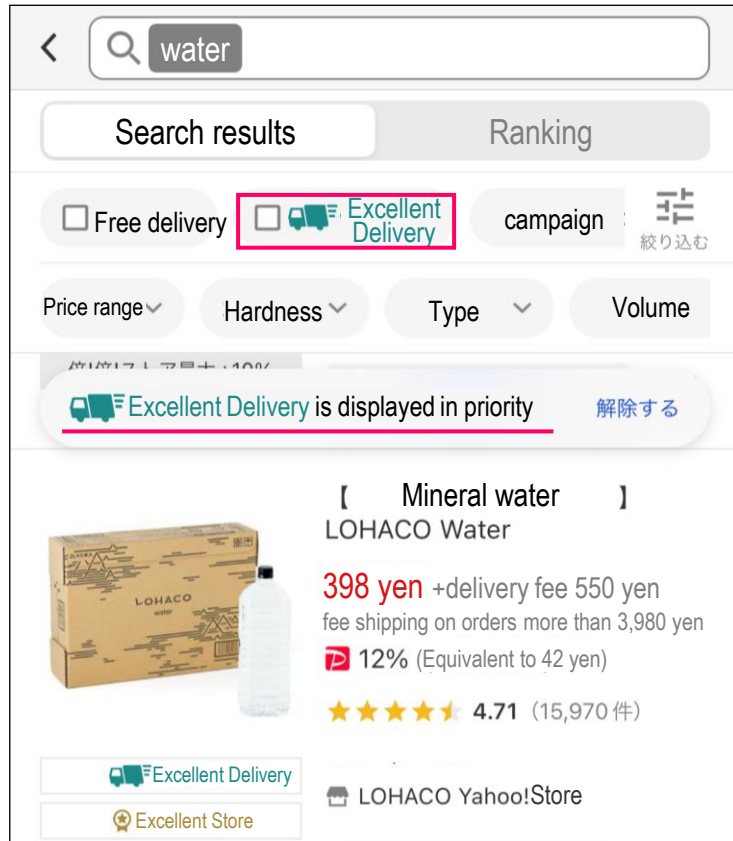 water
Search results Ranking
Free delivery Excellent Delivery campaign 絞り込む
Price range Hardness Type Volume
Excellent Delivery is displayed in priority 解除する
【 Mineral water 】
LOHACO Water
398 yen +delivery fee 550 yen
fee shipping on orders more than 3,980 yen
12% (Equivalent to 42 yen)
4.71 (15,970件)
LOHACO
water
Excellent Delivery
Excellent Store
LOHACO Yahoo!Store